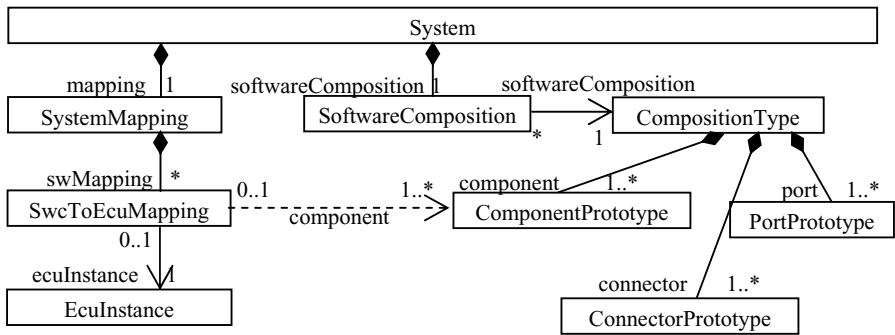 System
mapping 1
softwareComposition 1
softwareComposition
SystemMapping
SoftwareComposition
* 1
CompositionType
swMapping *
SwcToEcuMapping
0..1 1..*
component
component 1..*
ComponentPrototype
port 1..*
PortPrototype
0..1
ecuInstance 1
EcuInstance
connector 1..*
ConnectorPrototype